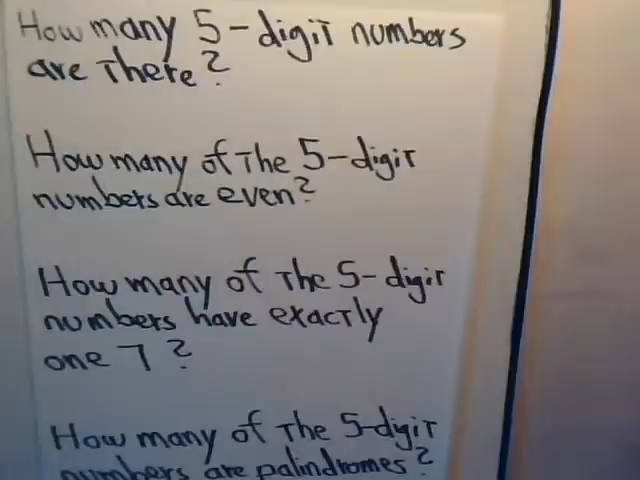 How many 5-digit numbers
are there?
How many of the 5-digit
numbers are even?
How many of the 5-digit
numbers have exactly
one 7?
How many of the 5-digit
numbers are palindromes?